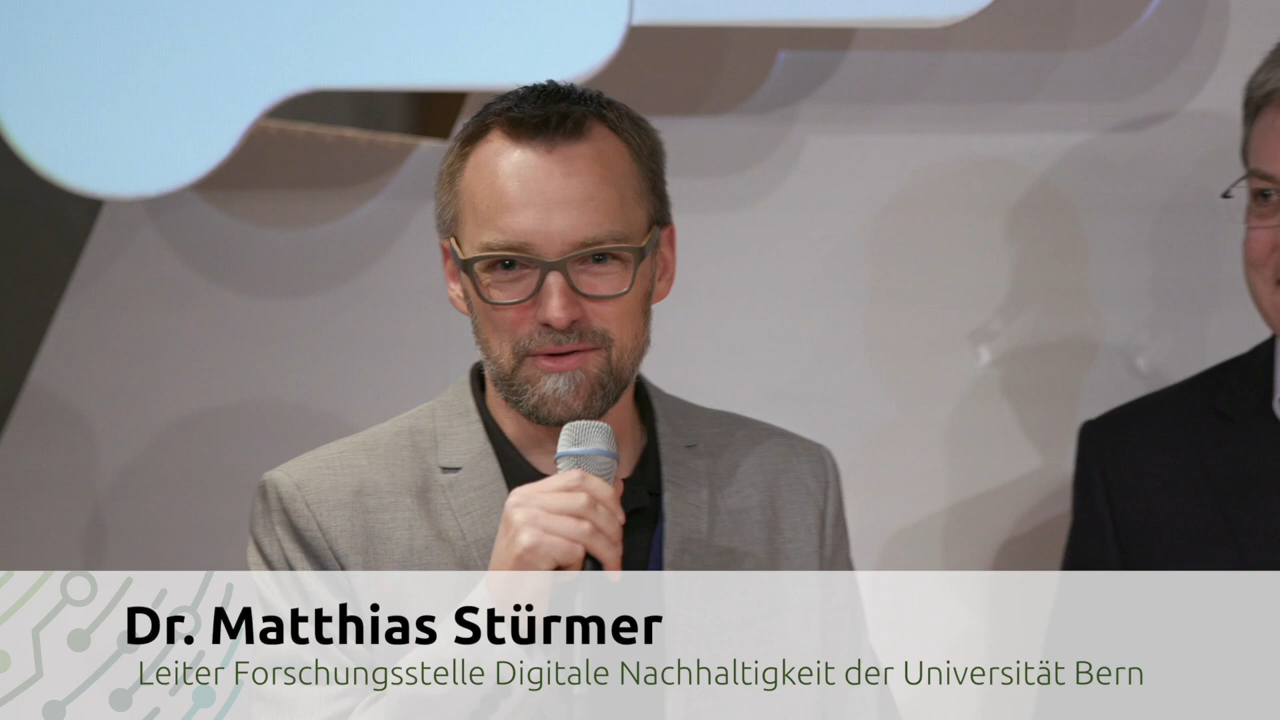 Dr. Matthias Stürmer
Leiter Forschungsstelle Digitale Nachhaltigkeit der Universität Bern